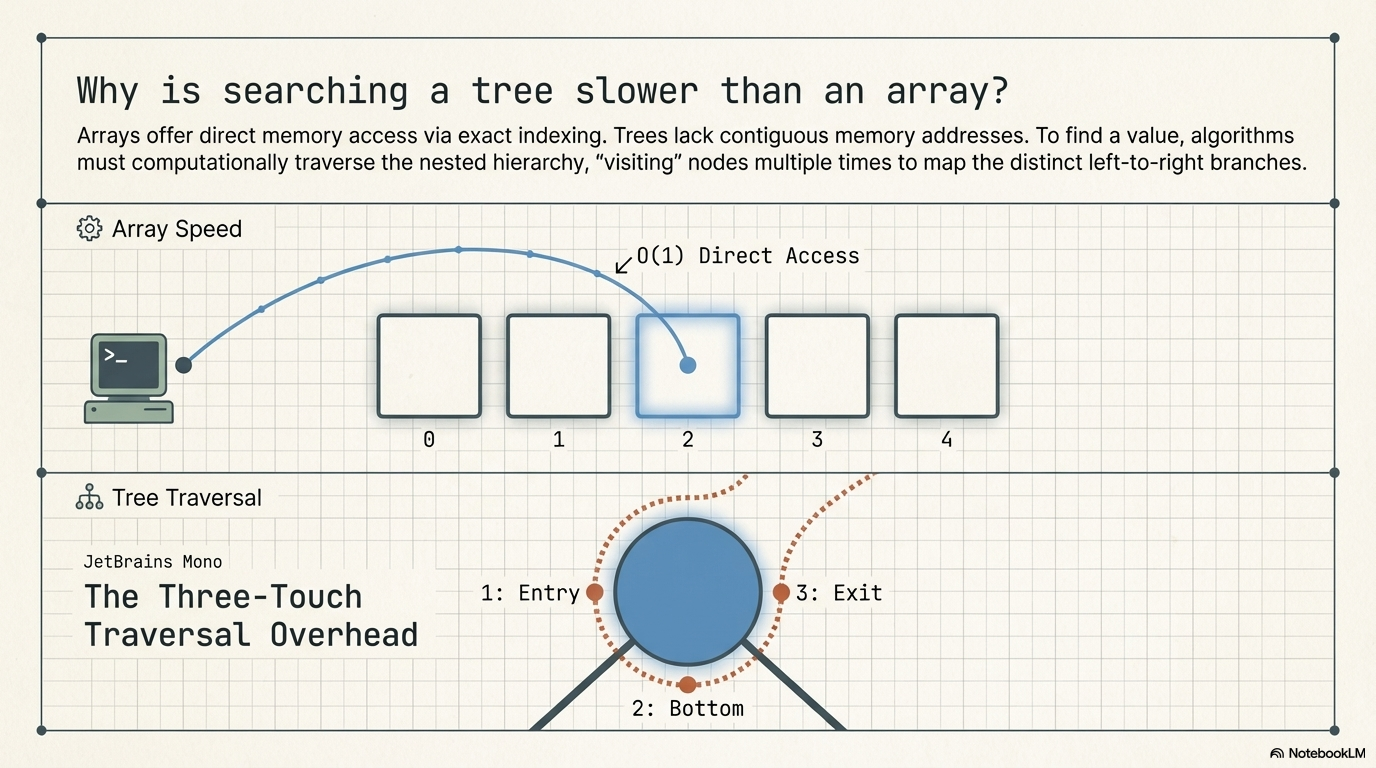 Why is searching a tree slower than an array?
Arrays offer direct memory access via exact indexing. Trees lack contiguous memory addresses. To find a value, algorithms
must computationally traverse the nested hierarchy, “visiting” nodes multiple times to map the distinct left-to-right branches.
Array Speed
O(1) Direct Access
>_
0 1 2 3 4
Tree Traversal
JetBrains Mono
The Three-Touch
Traversal Overhead
1: Entry
3: Exit
2: Bottom
NotebookLM